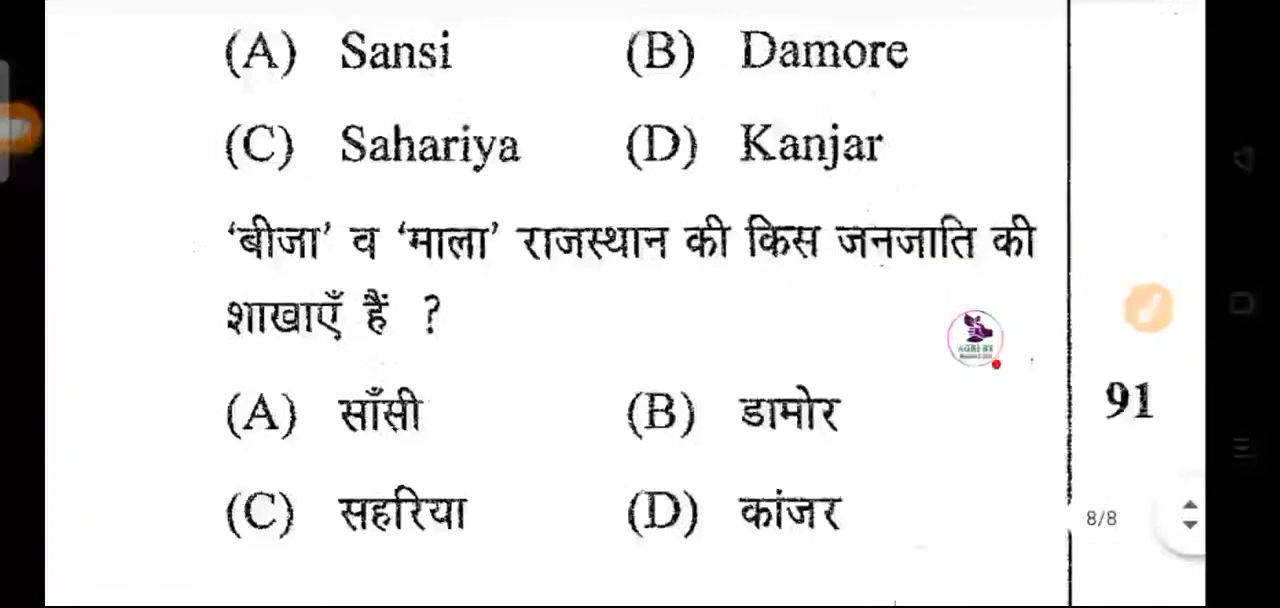 (A) Sansi (B) Damore
(C) Sahariya (D) Kanjar
‘बीजा’ व ‘माला’ राजस्थान की किस जनजाति की
शाखाएँ हैं ?
(A) साँसी (B) डामोर
(C) सहरिया (D) कांजर
91
8/8